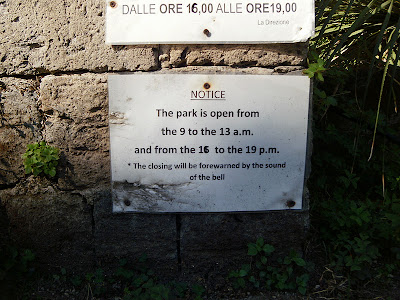 DALLE ORE 16,00 ALLE ORE19,00
La Direzione
NOTICE
The park is open from
the 9 to the 13 a.m.
and from the 16 to the 19 p.m.
* The closing will be forewarned by the sound
of the bell